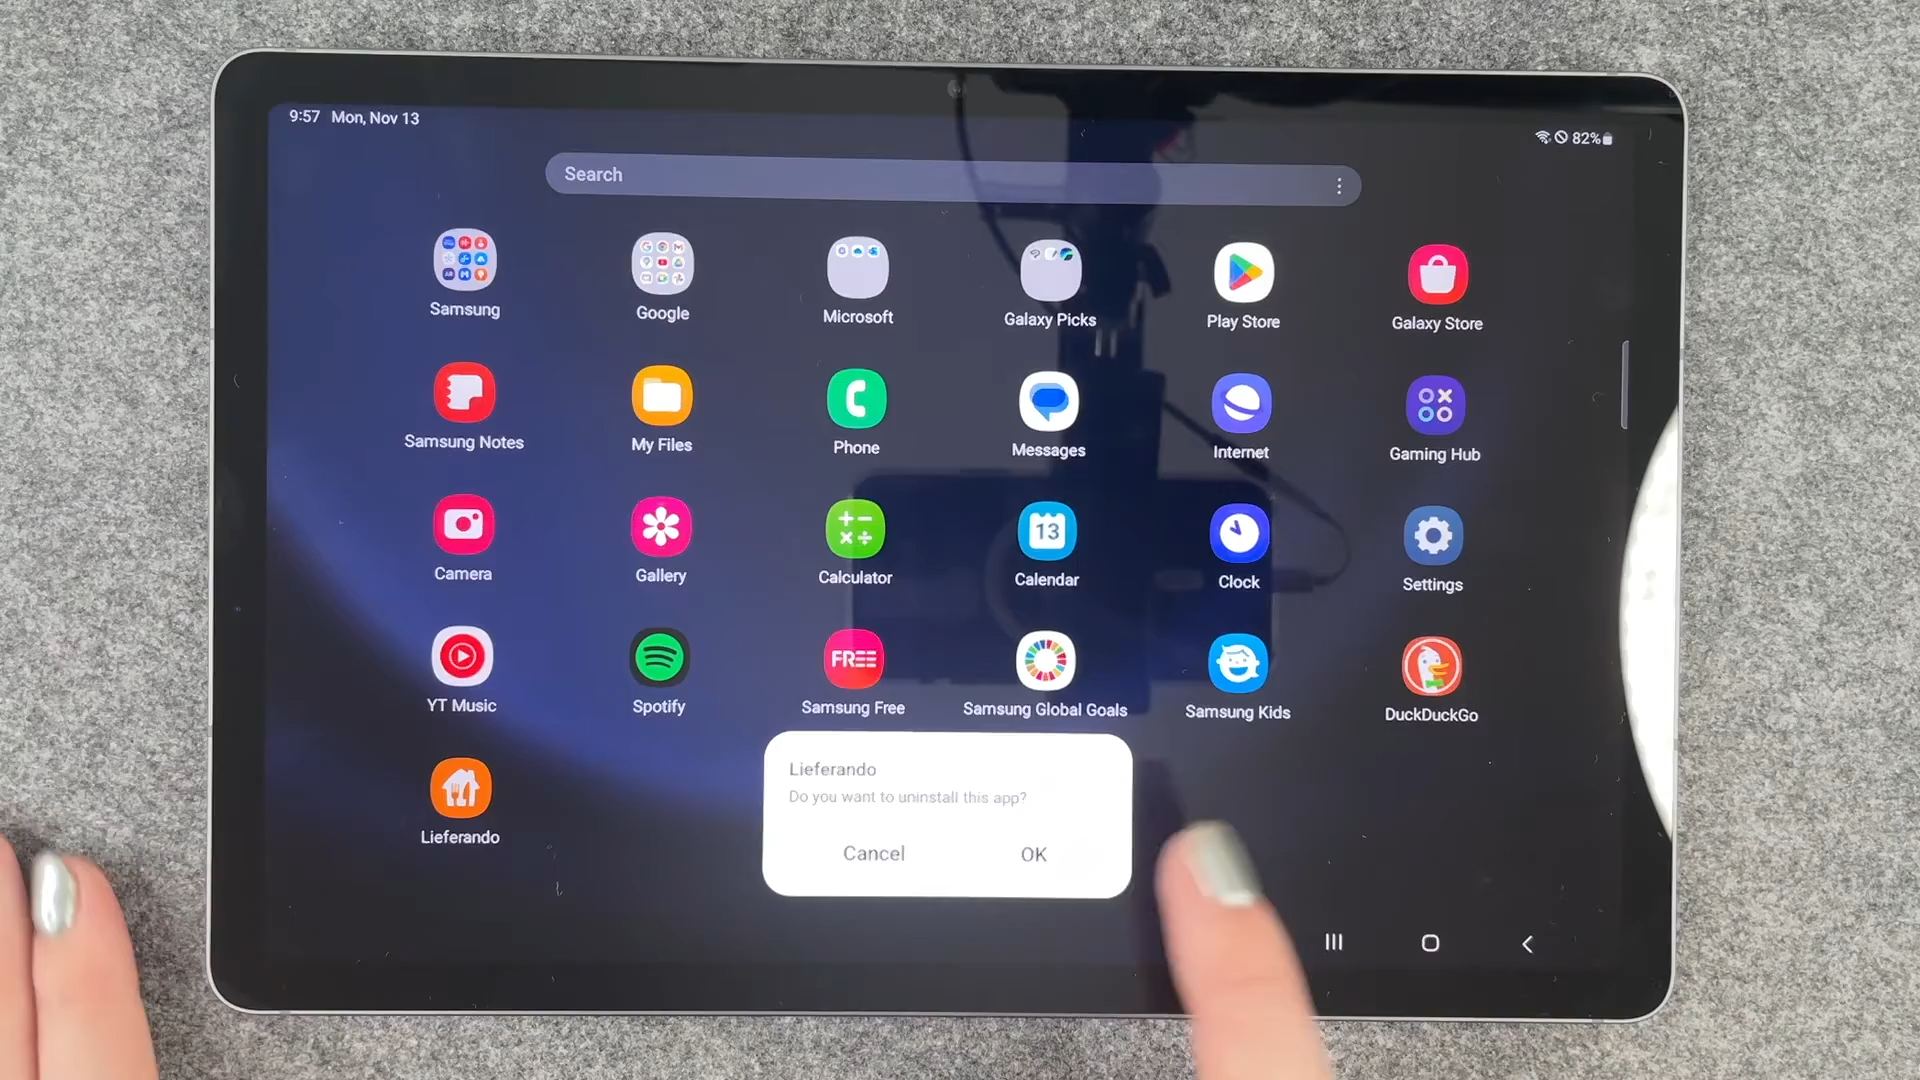 9:57 Mon, Nov 13
82%
Search
Samsung
Google
Microsoft
Galaxy Picks
Play Store
Galaxy Store
Samsung Notes
My Files
Phone
Messages
Internet
Gaming Hub
13
Camera
Gallery
Calculator
Calendar
Clock
Settings
FREE
YT Music
Spotify
Samsung Free
Samsung Global Goals
Samsung Kids
DuckDuckGo
Lieferando
Lieferando
Do you want to uninstall this app?
Cancel
OK